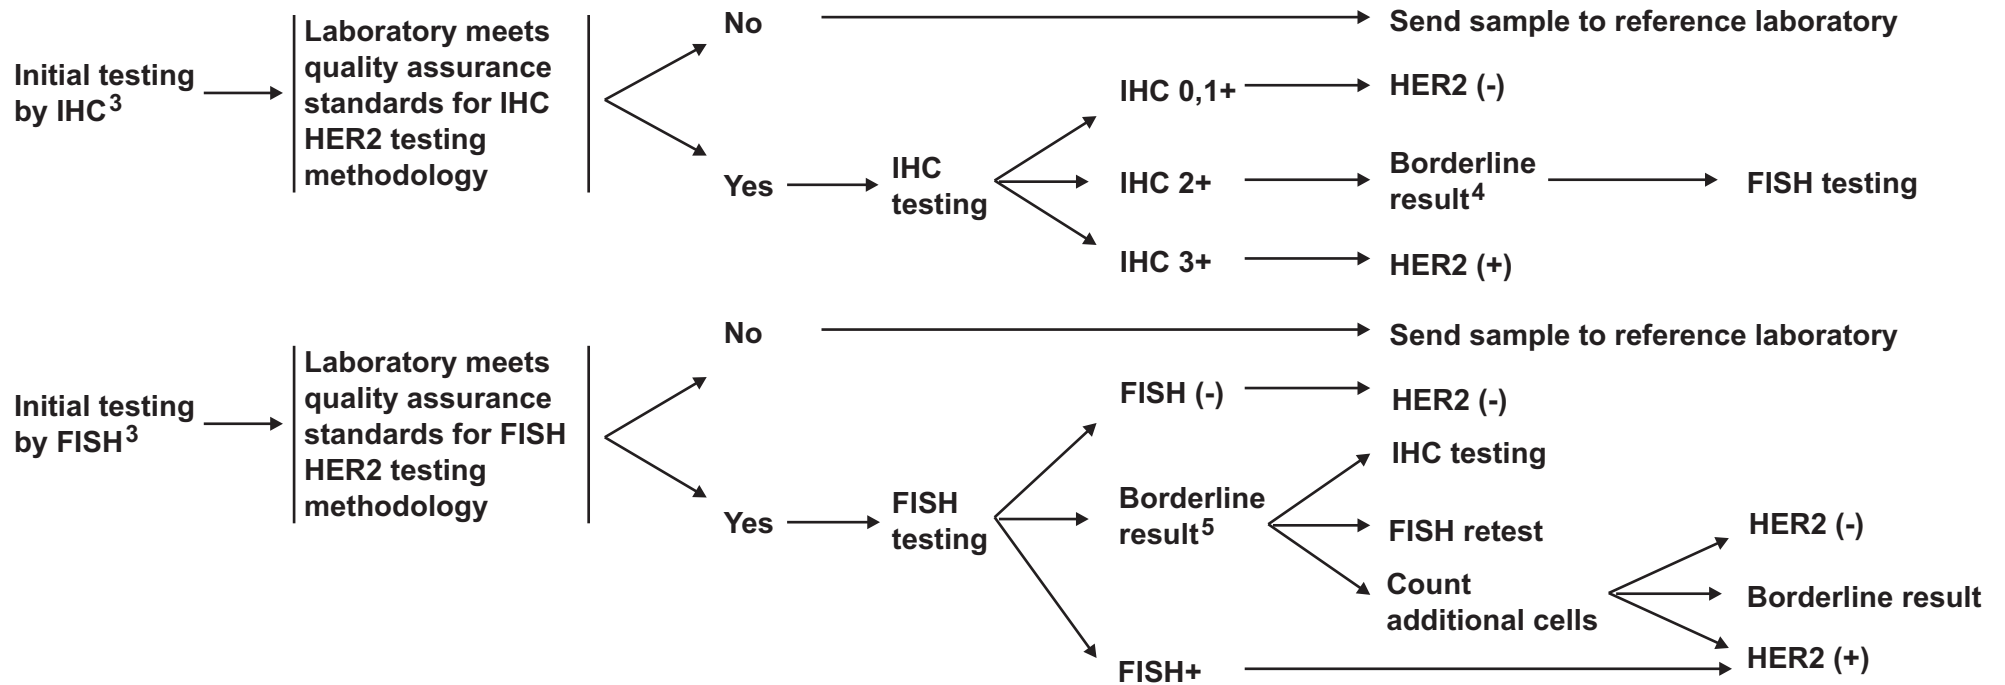 Initial testing
by IHC3
Laboratory meets
quality assurance
standards for IHC
HER2 testing
methodology
No
Send sample to reference laboratory
Yes
IHC
testing
IHC 0,1+
HER2 (-)
IHC 2+
Borderline
result4
FISH testing
IHC 3+
HER2 (+)
Initial testing
by FISH3
Laboratory meets
quality assurance
standards for FISH
HER2 testing
methodology
No
Send sample to reference laboratory
Yes
FISH
testing
FISH (-)
HER2 (-)
Borderline
result5
IHC testing
FISH retest
Count
additional cells
HER2 (-)
Borderline result
FISH+
HER2 (+)